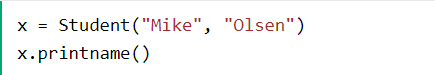 x = Student("Mike", "Olsen")
x.printname()